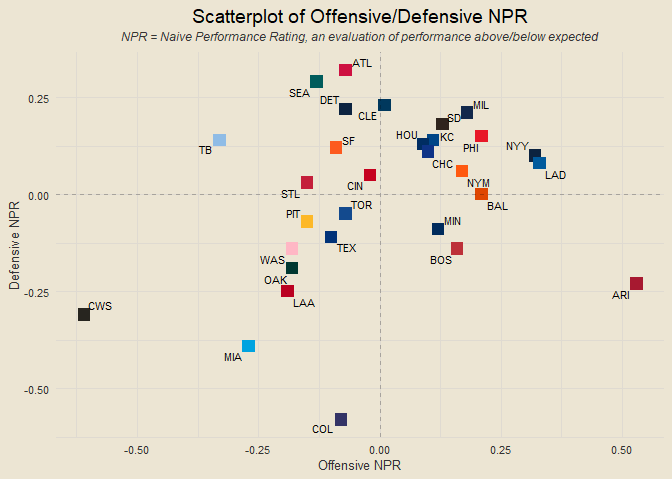 Scatterplot of Offensive/Defensive NPR
NPR = Naive Performance Rating, an evaluation of performance above/below expected
ATL
SEA
DET
CLE
MIL
SD
0.25
TB
SF
HOU
KC
PHI
NYY
CHC
LAD
CIN
NYM
STL
0.00
BAL
PIT
TOR
MIN
TEX
WAS
BOS
OAK
-0.25
LAA
ARI
CWS
MIA
-0.50
COL
Defensive NPR
-0.50
-0.25
0.00
0.25
0.50
Offensive NPR